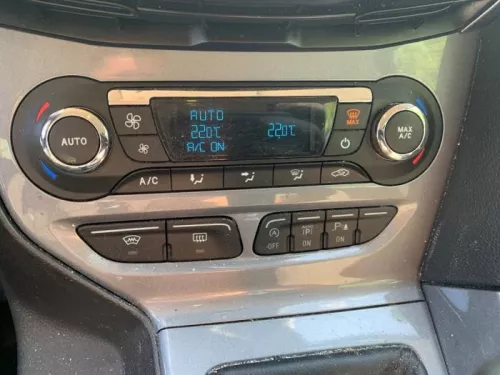 AUTO
22.0°C 22.0°C
A/C ON
MAX
AUTO
MAX
A/C
A/C
A
OFF
P
ON
P
ON